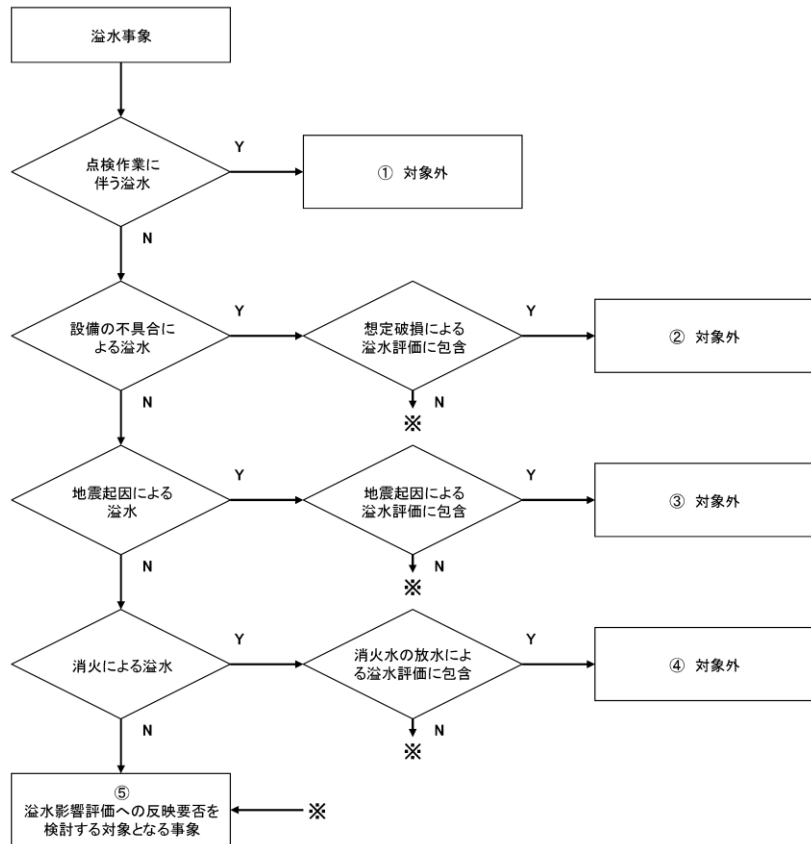 溢水事象
点検作業に
伴う溢水
Y
① 対象外
N
設備の不具合に
よる溢水
Y
想定破損による
溢水評価に包含
Y
② 対象外
N
N
※
地震起因による
溢水
Y
地震起因による
溢水評価に包含
Y
③ 対象外
N
N
※
消火による溢水
Y
消火水の放水によ
る溢水評価に包含
Y
④ 対象外
N
N
※
⑤
溢水影響評価への反映要否を
検討する対象となる事象
※